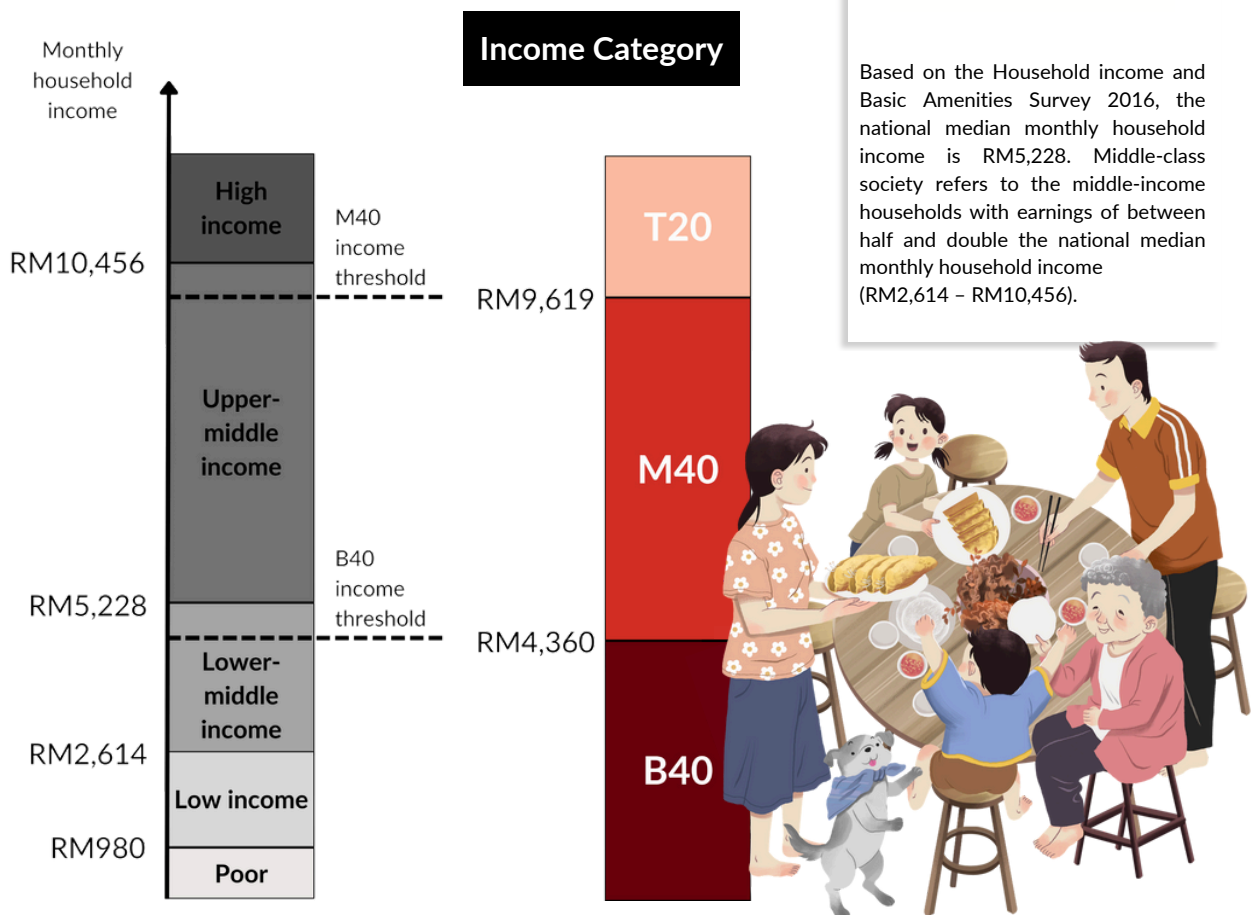 Income Category
Monthly
household
income
High
income
RM10,456
Upper-
middle
income
RM5,228
Lower-
middle
income
RM2,614
Low income
RM980
Poor
M40
income
threshold
B40
income
threshold
T20
RM9,619
M40
RM4,360
B40
Based on the Household income and
Basic Amenities Survey 2016, the
national median monthly household
income is RM5,228. Middle-class
society refers to the middle-income
households with earnings of between
half and double the national median
monthly household income
(RM2,614 – RM10,456).